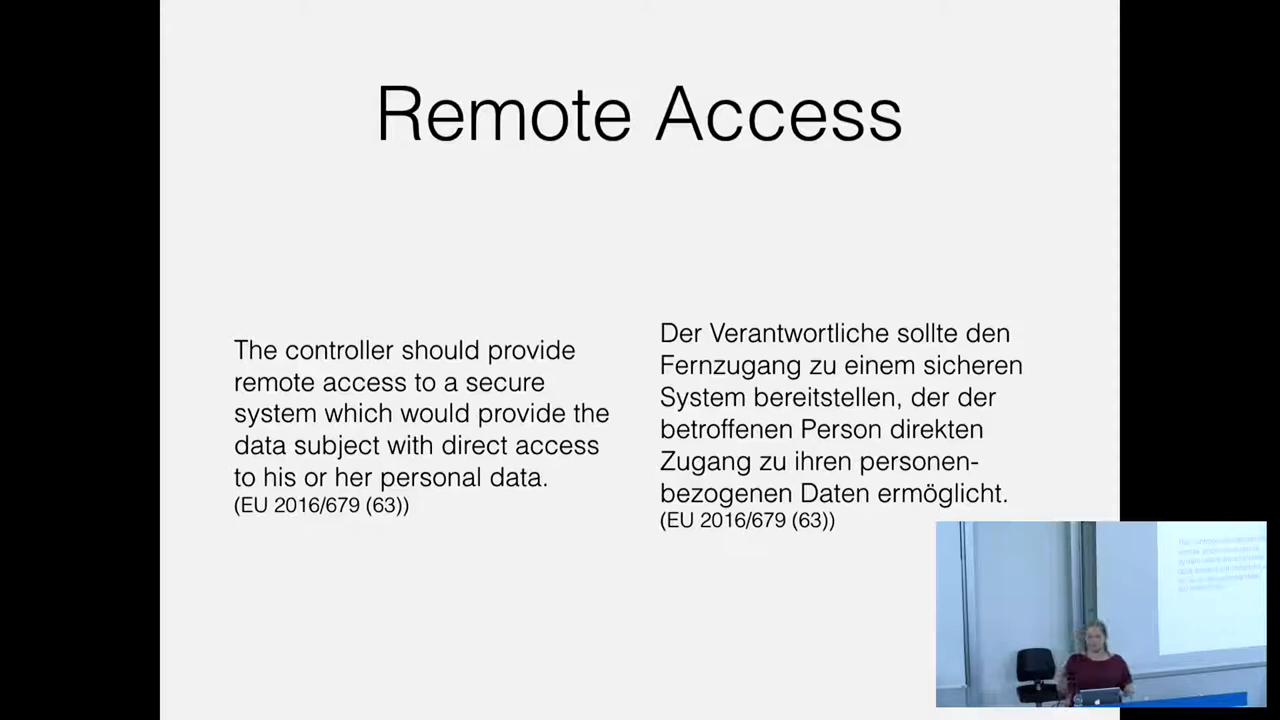 Remote Access
The controller should provide
remote access to a secure
system which would provide the
data subject with direct access
to his or her personal data.
(EU 2016/679 (63))
Der Verantwortliche sollte den
Fernzugang zu einem sicheren
System bereitstellen, der der
betroffenen Person direkten
Zugang zu ihren personen-
bezogenen Daten ermöglicht.
(EU 2016/679 (63))